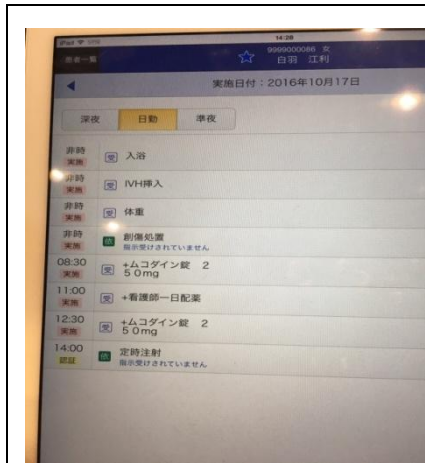 iPad
14:28
患者一覧
9999000086 女
白羽 江利
実施日付：2016年10月17日
深夜 日勤 準夜
非時 受 入浴
実施
非時 受 IVH挿入
実施
非時 受 体重
実施
非時 依 創傷処置
実施 指示受けされていません
08:30 受 +ムコダイン錠 2
実施 50mg
11:00 受 +看護師一日配薬
実施
12:30 受 +ムコダイン錠 2
実施 50mg
14:00 依 定時注射
認証 指示受けされていません